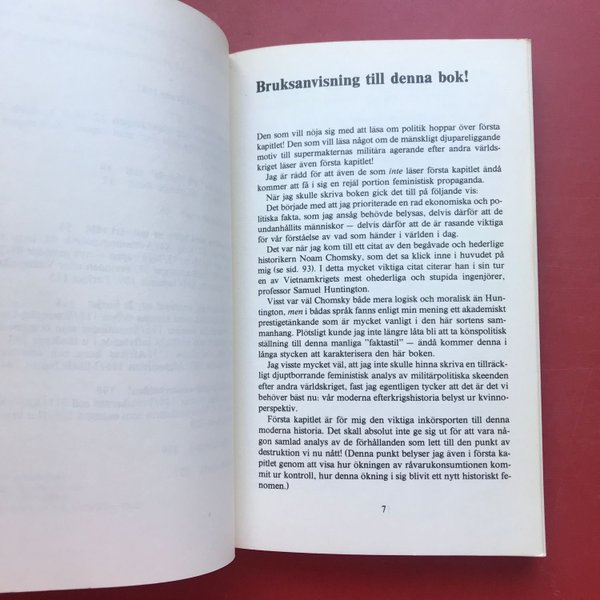 Bruksanvisning till denna bok!
Den som vill nöja sig med att läsa om politik hoppar över första
kapitlet! Den som vill läsa något om de mänskligt djupareliggande
motiv till supermakternas militära agerande efter andra världs-
kriget läser även första kapitlet!
Jag är rädd för att även de som inte läser första kapitlet ändå
kommer att få i sig en rejäl portion feministisk propaganda.
När jag skulle skriva boken gick det till på följande vis:
Det började med att jag prioriterade en rad ekonomiska och po-
litiska fakta, som jag ansåg behövde belysas, delvis därför att de
undanhållits människor — delvis därför att de är rasande viktiga
för vår förståelse av vad som händer i världen i dag.
Det var när jag kom till ett citat av den begåvade och hederlige
historikern Noam Chomsky, som det sa klick inne i huvudet på
mig (se sid. 93). I detta mycket viktiga citat citerar han i sin tur
en av Vietnamkrigets mest ohederliga och stupida ingenjörer,
professor Samuel Huntington.
Visst var väl Chomsky både mera logisk och moralisk än Hun-
tington, men i bådas språk fanns enligt min mening ett akademiskt
prestigetänkande som är mycket vanligt i den här sortens sam-
manhang. Plötsligt kunde jag inte längre låta bli att ta könspolitisk
ställning till denna manliga "faktastil" — ändå kommer denna i
långa stycken att karakterisera den här boken.
Jag visste mycket väl, att jag inte skulle hinna skriva en tillräck-
ligt djuptborrande feministisk analys av militärpolitiska skeenden
efter andra världskriget, fast jag egentligen tycker att det är det vi
behöver bäst nu: vår moderna efterkrigshistoria belyst ur kvinno-
perspektiv.
Första kapitlet är för mig den viktiga inkörsporten till denna
moderna historia. Det skall absolut inte ge sig ut för att vara nå-
gon samlad analys av de förhållanden som lett till den punkt av
destruktion vi nu nått! (Denna punkt belyser jag även i första ka-
pitlet genom att visa hur ökningen av råvarukonsumtionen kom-
mit ur kontroll, hur denna ökning i sig blivit ett nytt historiskt fe-
nomen.)
7